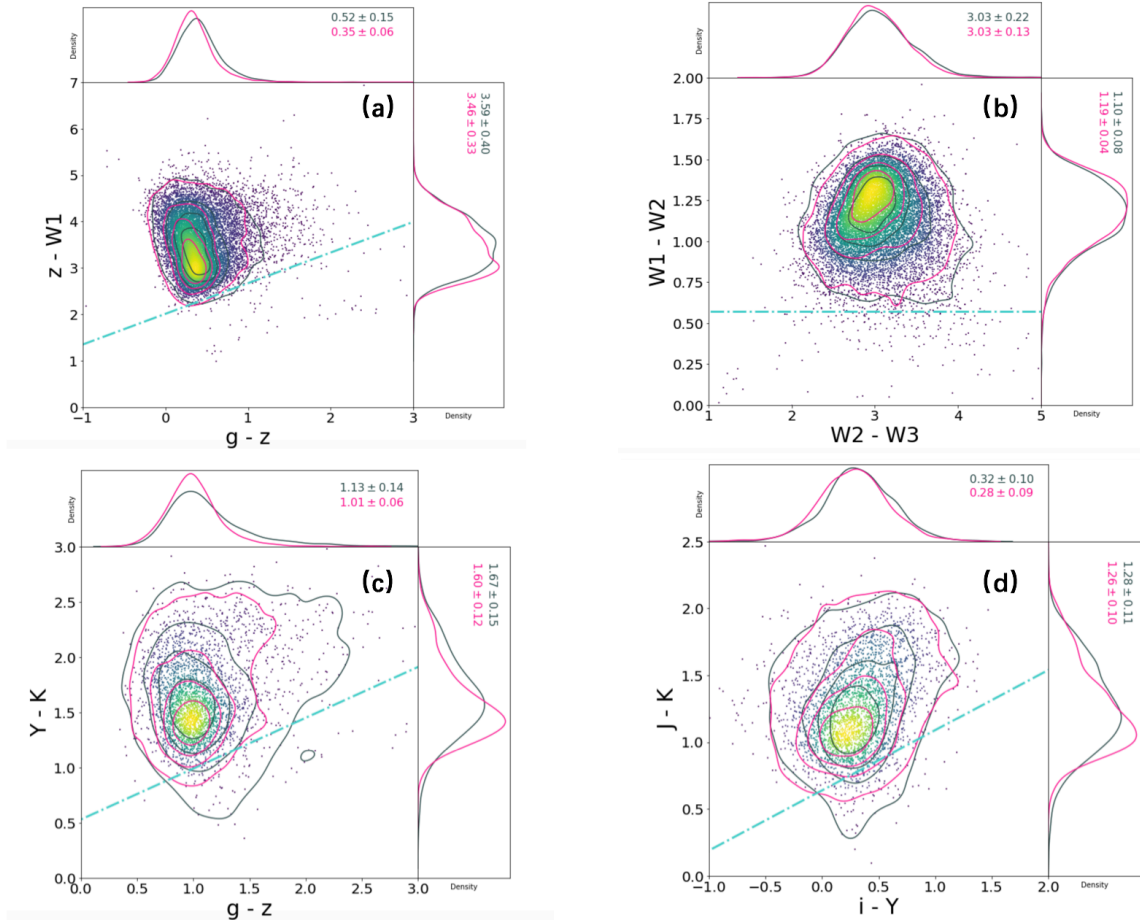 0.52 ± 0.15
0.35 ± 0.06
Density
7
(a)
3.59 ± 0.40
3.46 ± 0.33
6
5
4
3
2
1
0
z - W1
−1
0
1
2
3
Density
g - z
3.03 ± 0.22
3.03 ± 0.13
Density
2.00
(b)
1.10 ± 0.08
1.19 ± 0.04
1.75
1.50
1.25
1.00
0.75
0.50
0.25
0.00
W1 - W2
1
2
3
4
5
Density
W2 - W3
1.13 ± 0.14
1.01 ± 0.06
Density
3.0
(c)
1.67 ± 0.15
1.60 ± 0.12
2.5
2.0
1.5
1.0
0.5
0.0
Y - K
0.0
0.5
1.0
1.5
2.0
2.5
3.0
Density
g - z
0.32 ± 0.10
0.28 ± 0.09
Density
2.5
(d)
1.28 ± 0.11
1.26 ± 0.10
2.0
1.5
1.0
0.5
0.0
J - K
−1.0
−0.5
0.0
0.5
1.0
1.5
2.0
Density
i - Y